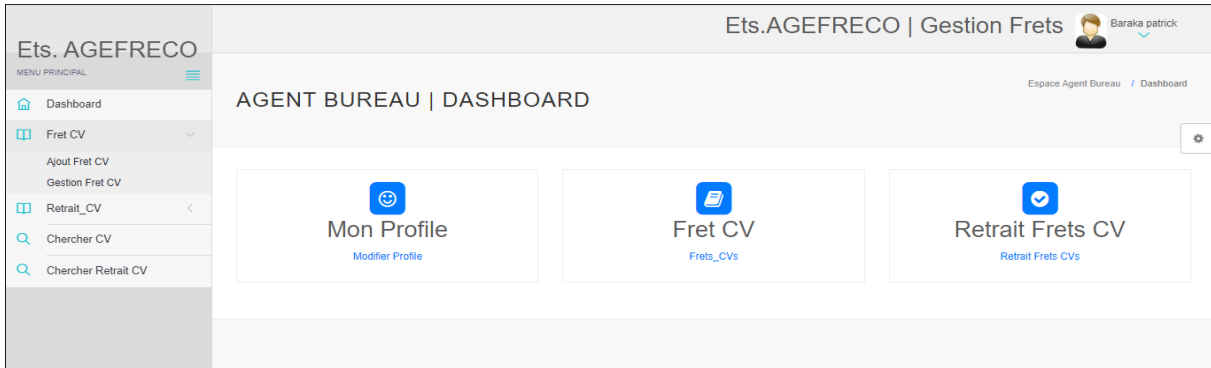 Ets. AGEFRECO
MENU PRINCIPAL
Dashboard
Fret CV
Ajout Fret CV
Gestion Fret CV
Retrait_CV
Chercher CV
Chercher Retrait CV
Ets.AGEFRECO | Gestion Frets
Baraka patrick
AGENT BUREAU | DASHBOARD
Espace Agent Bureau / Dashboard
Mon Profile
Modifier Profile
Fret CV
Frets_CVs
Retrait Frets CV
Retrait Frets CVs